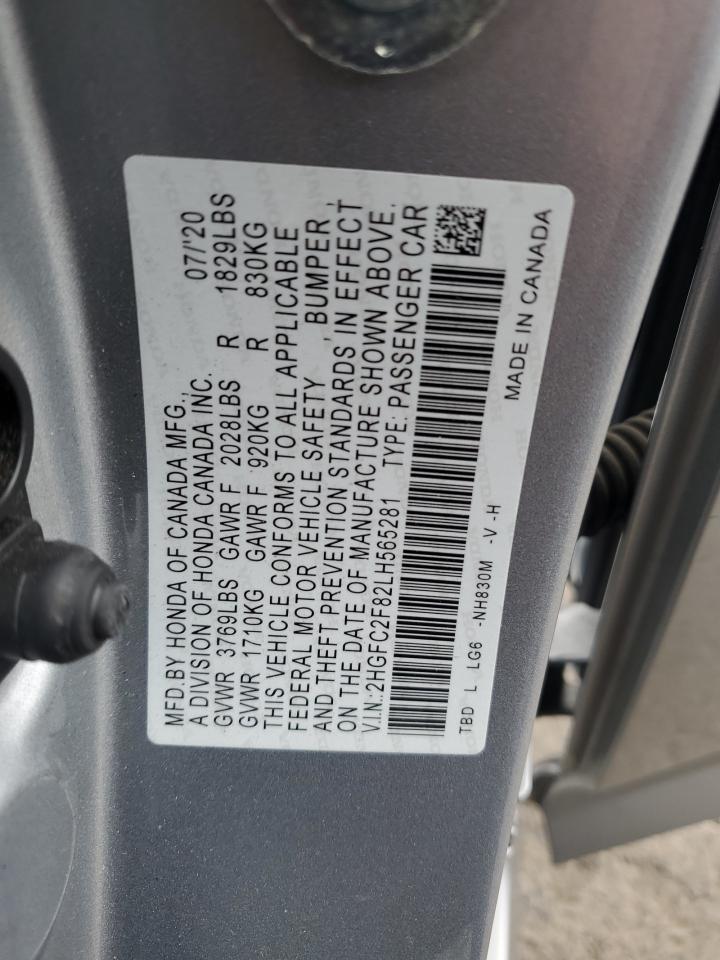 MFD.BY HONDA OF CANADA MFG., 07/'20
A DIVISION OF HONDA CANADA INC.
GVWR 3769LBS GAWR F 2028LBS R 1829LBS
GVWR 1710KG GAWR F 920KG R 830KG
THIS VEHICLE CONFORMS TO ALL APPLICABLE
FEDERAL MOTOR VEHICLE SAFETY , BUMPER ,
AND THEFT PREVENTION STANDARDS IN EFFECT
ON THE DATE OF MANUFACTURE SHOWN ABOVE.
V.I.N.:2HGFC2F82LH565281 TYPE: PASSENGER CAR
TBD L LG6 -NH830M -V -H MADE IN CANADA